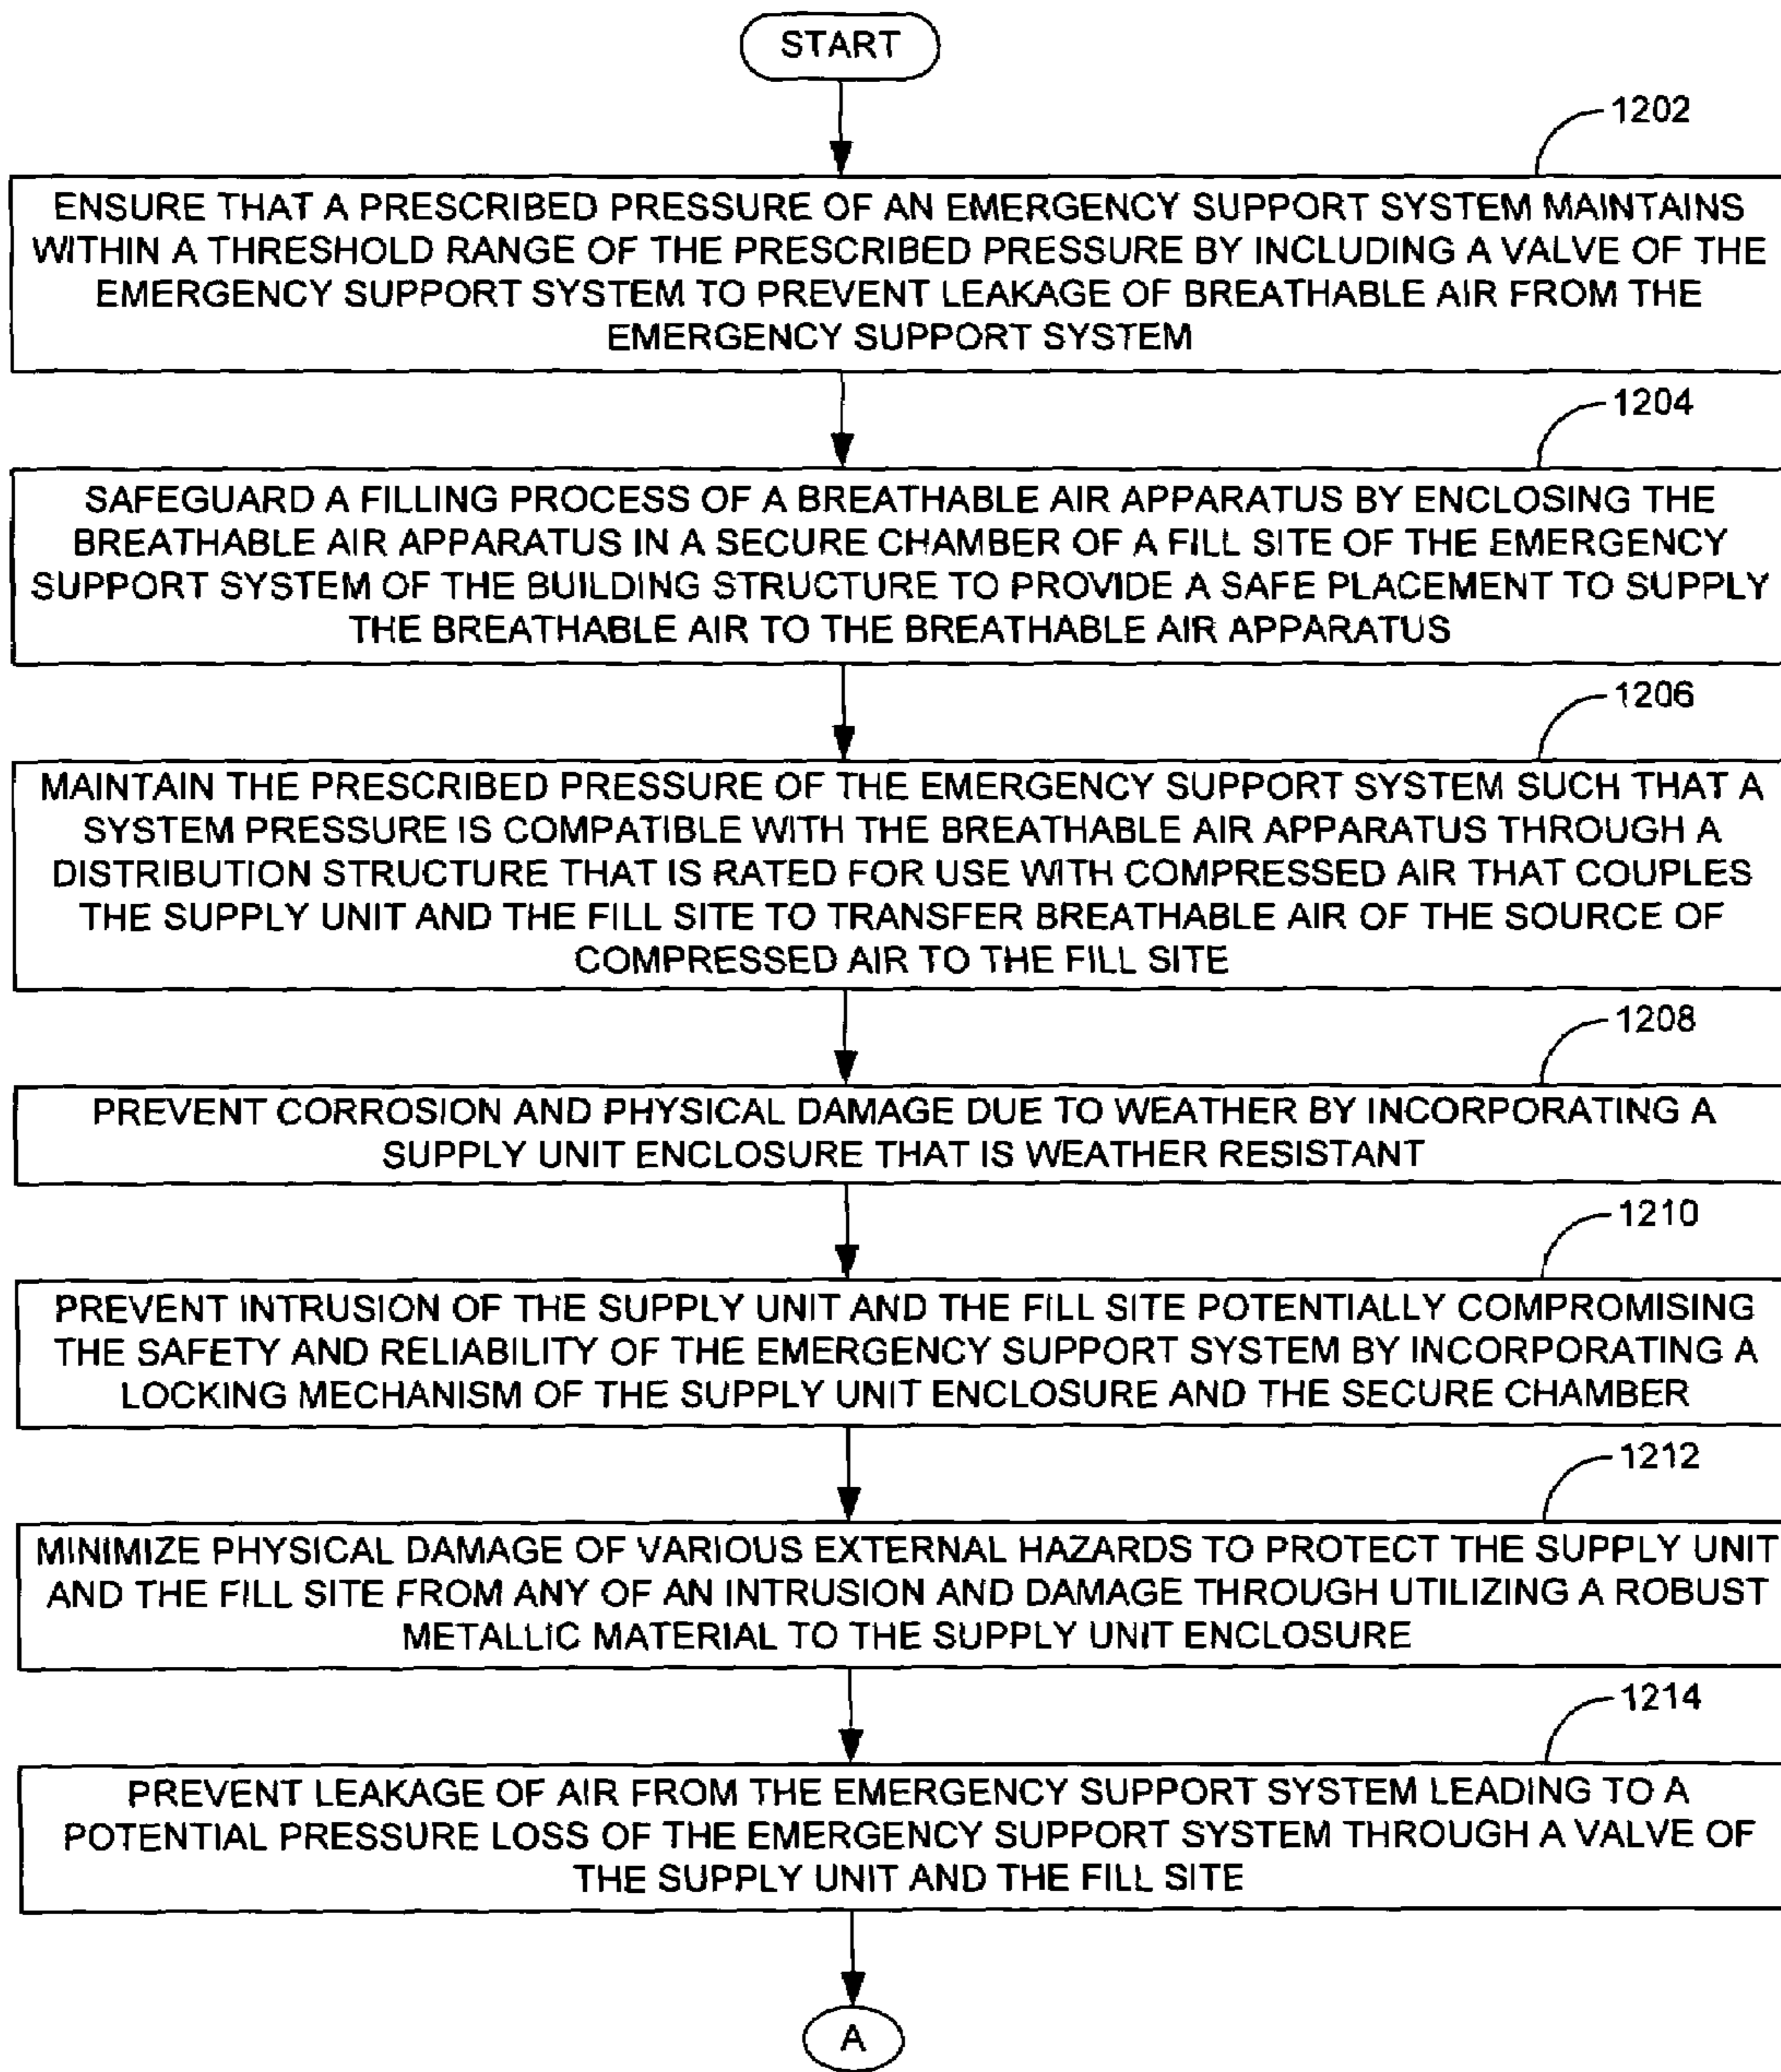 START
1202
ENSURE THAT A PRESCRIBED PRESSURE OF AN EMERGENCY SUPPORT SYSTEM MAINTAINS
WITHIN A THRESHOLD RANGE OF THE PRESCRIBED PRESSURE BY INCLUDING A VALVE OF THE
EMERGENCY SUPPORT SYSTEM TO PREVENT LEAKAGE OF BREATHABLE AIR FROM THE
EMERGENCY SUPPORT SYSTEM
1204
SAFEGUARD A FILLING PROCESS OF A BREATHABLE AIR APPARATUS BY ENCLOSING THE
BREATHABLE AIR APPARATUS IN A SECURE CHAMBER OF A FILL SITE OF THE EMERGENCY
SUPPORT SYSTEM OF THE BUILDING STRUCTURE TO PROVIDE A SAFE PLACEMENT TO SUPPLY
THE BREATHABLE AIR TO THE BREATHABLE AIR APPARATUS
1206
MAINTAIN THE PRESCRIBED PRESSURE OF THE EMERGENCY SUPPORT SYSTEM SUCH THAT A
SYSTEM PRESSURE IS COMPATIBLE WITH THE BREATHABLE AIR APPARATUS THROUGH A
DISTRIBUTION STRUCTURE THAT IS RATED FOR USE WITH COMPRESSED AIR THAT COUPLES
THE SUPPLY UNIT AND THE FILL SITE TO TRANSFER BREATHABLE AIR OF THE SOURCE OF
COMPRESSED AIR TO THE FILL SITE
1208
PREVENT CORROSION AND PHYSICAL DAMAGE DUE TO WEATHER BY INCORPORATING A
SUPPLY UNIT ENCLOSURE THAT IS WEATHER RESISTANT
1210
PREVENT INTRUSION OF THE SUPPLY UNIT AND THE FILL SITE POTENTIALLY COMPROMISING
THE SAFETY AND RELIABILITY OF THE EMERGENCY SUPPORT SYSTEM BY INCORPORATING A
LOCKING MECHANISM OF THE SUPPLY UNIT ENCLOSURE AND THE SECURE CHAMBER
1212
MINIMIZE PHYSICAL DAMAGE OF VARIOUS EXTERNAL HAZARDS TO PROTECT THE SUPPLY UNIT
AND THE FILL SITE FROM ANY OF AN INTRUSION AND DAMAGE THROUGH UTILIZING A ROBUST
METALLIC MATERIAL TO THE SUPPLY UNIT ENCLOSURE
1214
PREVENT LEAKAGE OF AIR FROM THE EMERGENCY SUPPORT SYSTEM LEADING TO A
POTENTIAL PRESSURE LOSS OF THE EMERGENCY SUPPORT SYSTEM THROUGH A VALVE OF
THE SUPPLY UNIT AND THE FILL SITE
A